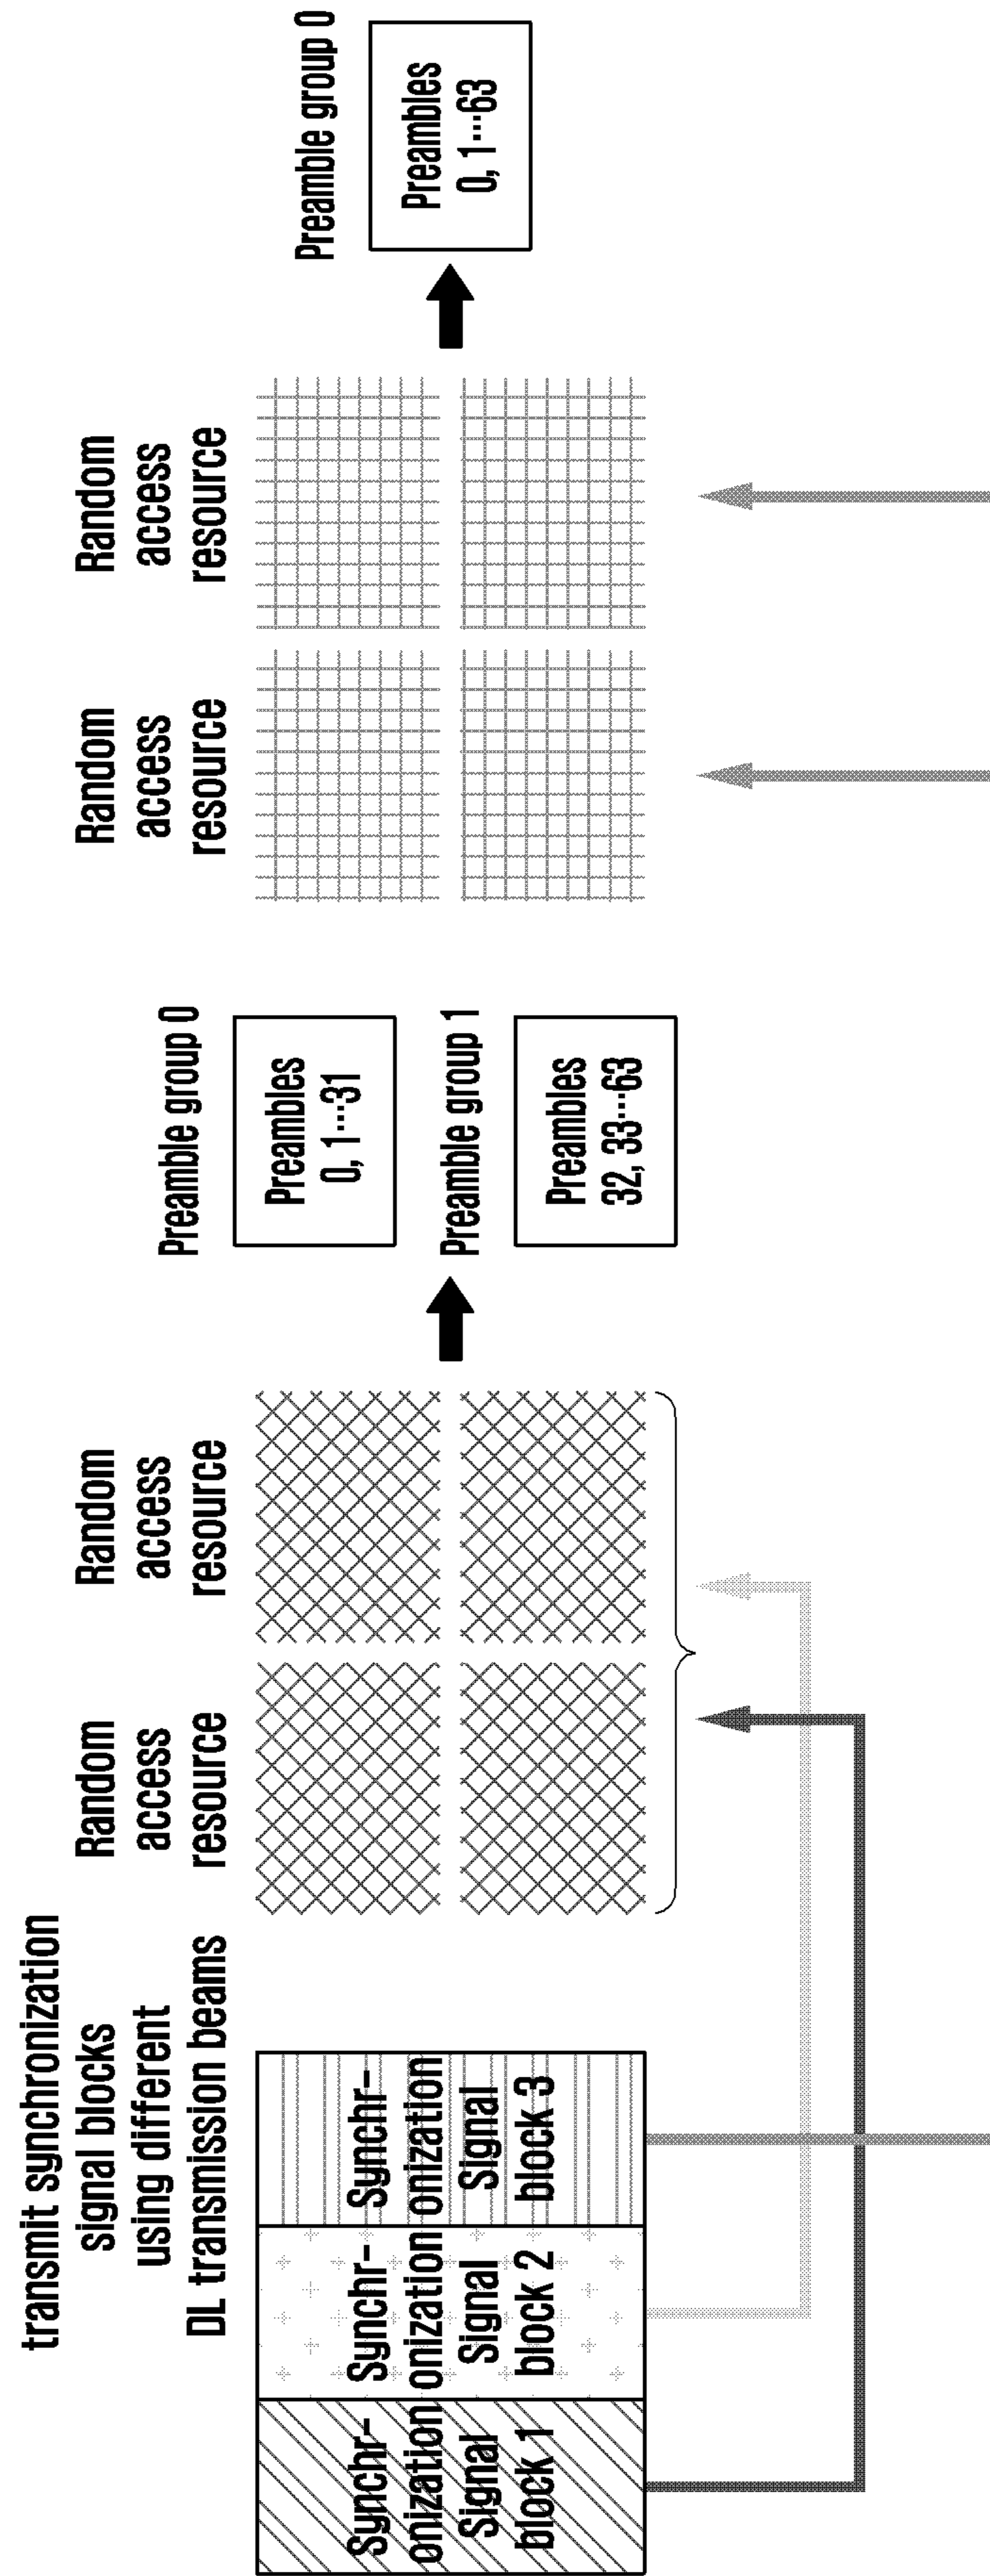 transmit synchronization
signal blocks
using different
DL transmission beams
Synchr-
onization
Signal
block 1
Synchr-
onization
Signal
block 2
Synchr-
onization
Signal
block 3
Random
access
resource
Random
access
resource
Preamble group 0
Preambles
0, 1···31
Preamble group 1
Preambles
32, 33···63
Random
access
resource
Random
access
resource
Preamble group 0
Preambles
0, 1···63